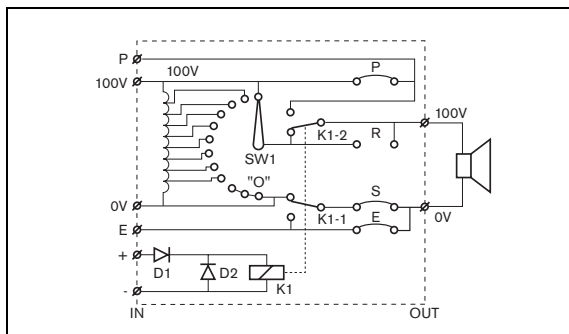 P
100V
100V
P
100V
K1-2
R
SW1
"O"
S
0V
K1-1
E
0V
E
+
D1
D2
K1
-
IN
OUT